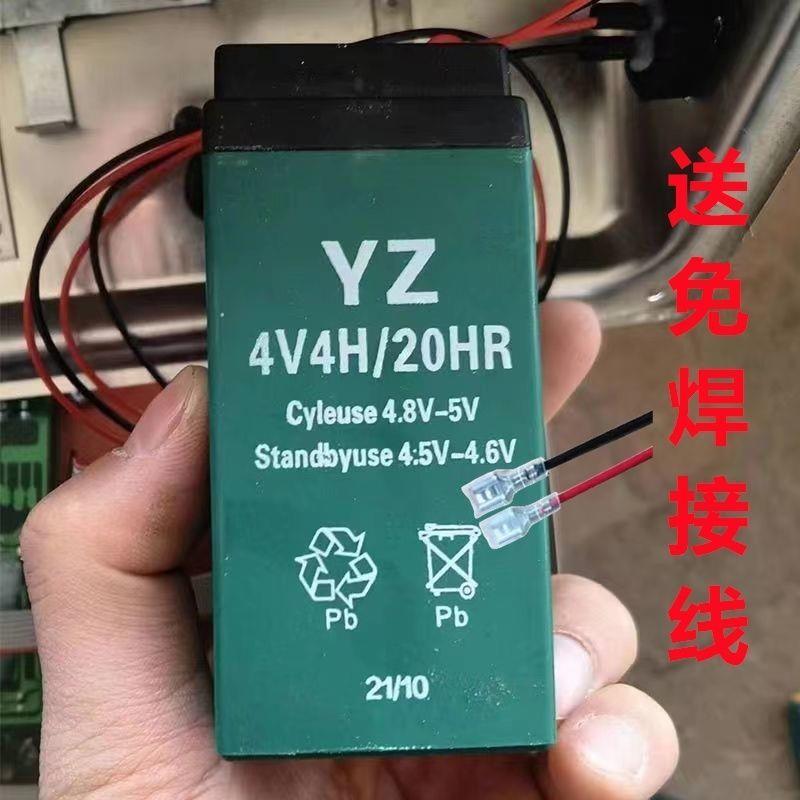 YZ
4V4H/20HR
Cyleuse 4.8V-5V
Standbyuse 4:5V-4.6V
Pb
Pb
21/10
送免焊接线